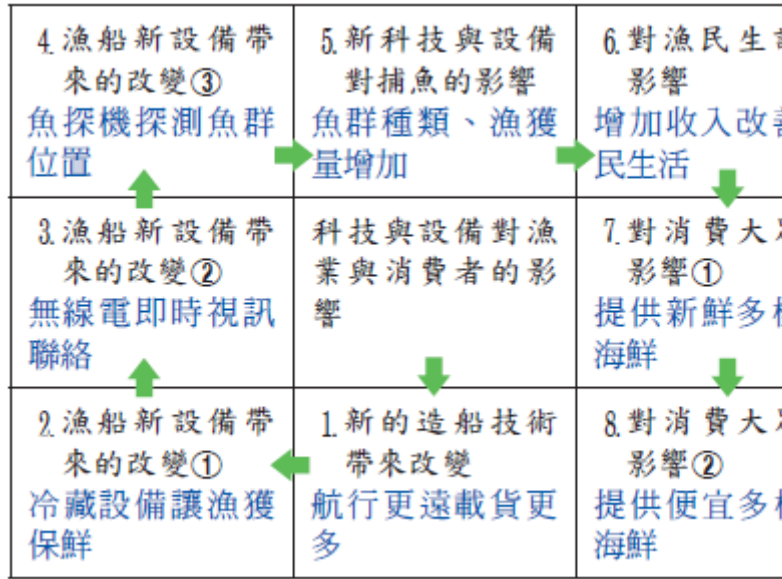 4.漁船新設備帶
來的改變③
魚探機探測魚群
位置
5.新科技與設備
對捕魚的影響
魚群種類、漁獲
量增加
6.對漁民生
影響
增加收入改
民生活
3.漁船新設備帶
來的改變②
無線電即時視訊
聯絡
科技與設備對漁
業與消費者的影
響
7.對消費大
影響①
提供新鮮多
海鮮
2.漁船新設備帶
來的改變①
冷藏設備讓漁獲
保鮮
1.新的造船技術
帶來改變
航行更遠載貨更
多
8.對消費大
影響②
提供便宜多
海鮮